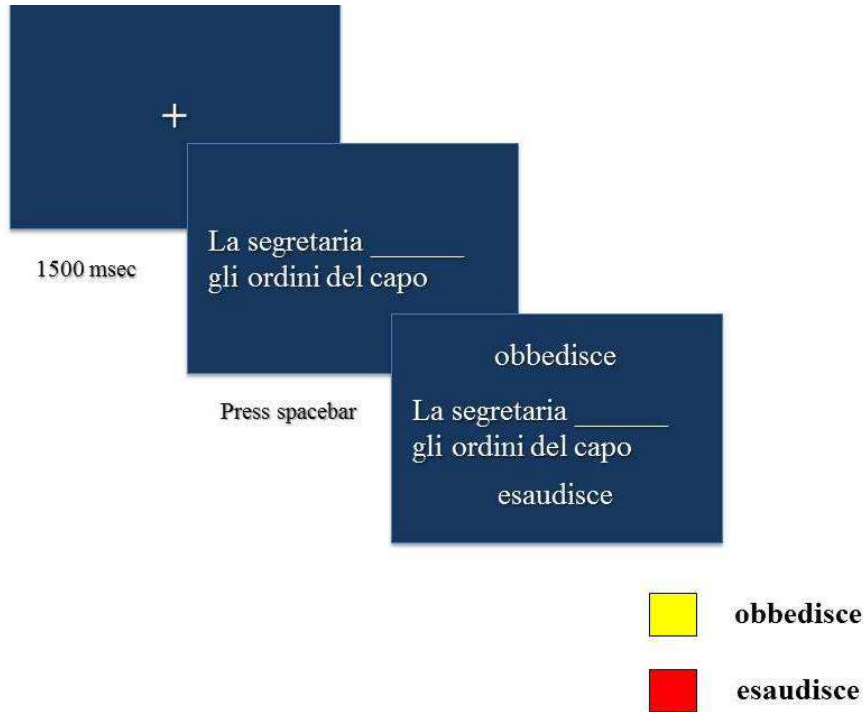 +
1500 msec
La segretaria ______
gli ordini del capo
Press spacebar
obbedisce
La segretaria ______
gli ordini del capo
esaudisce
obbedisce
esaudisce